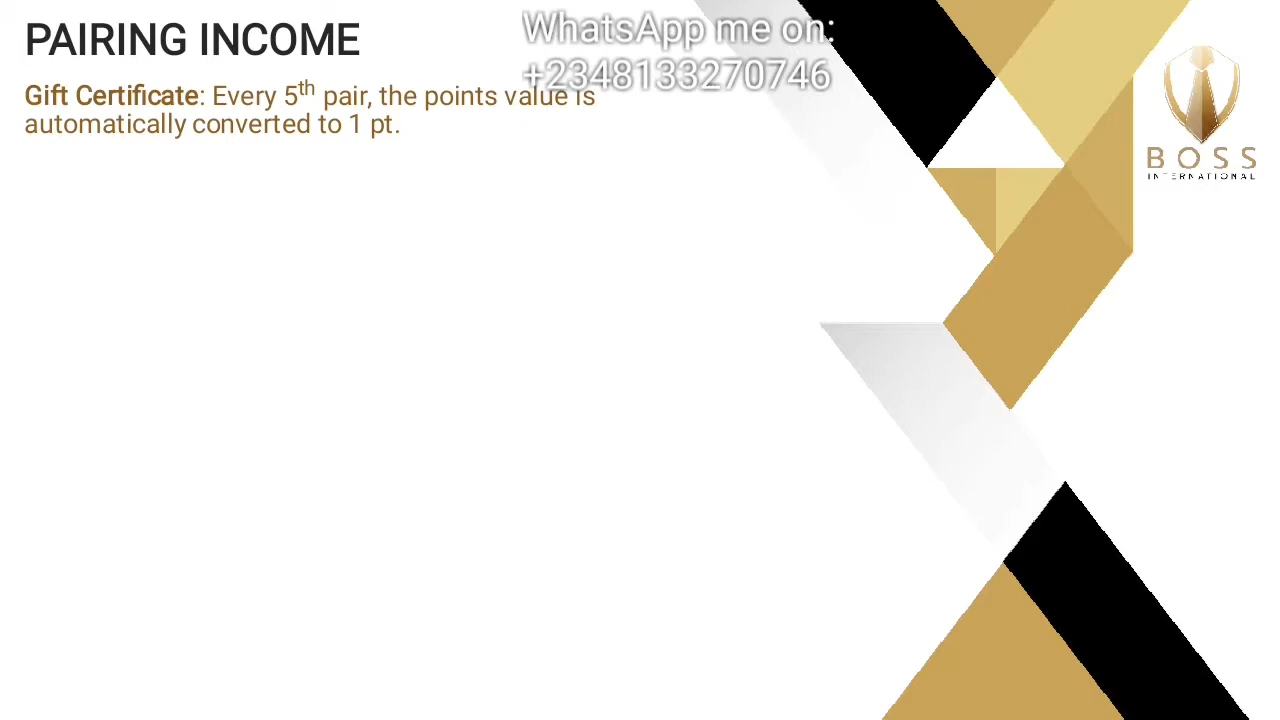 PAIRING INCOME
WhatsApp me on:
+2348133270746
Gift Certificate: Every 5th pair, the points value is
automatically converted to 1 pt.
BOSS
INTERNATIONAL